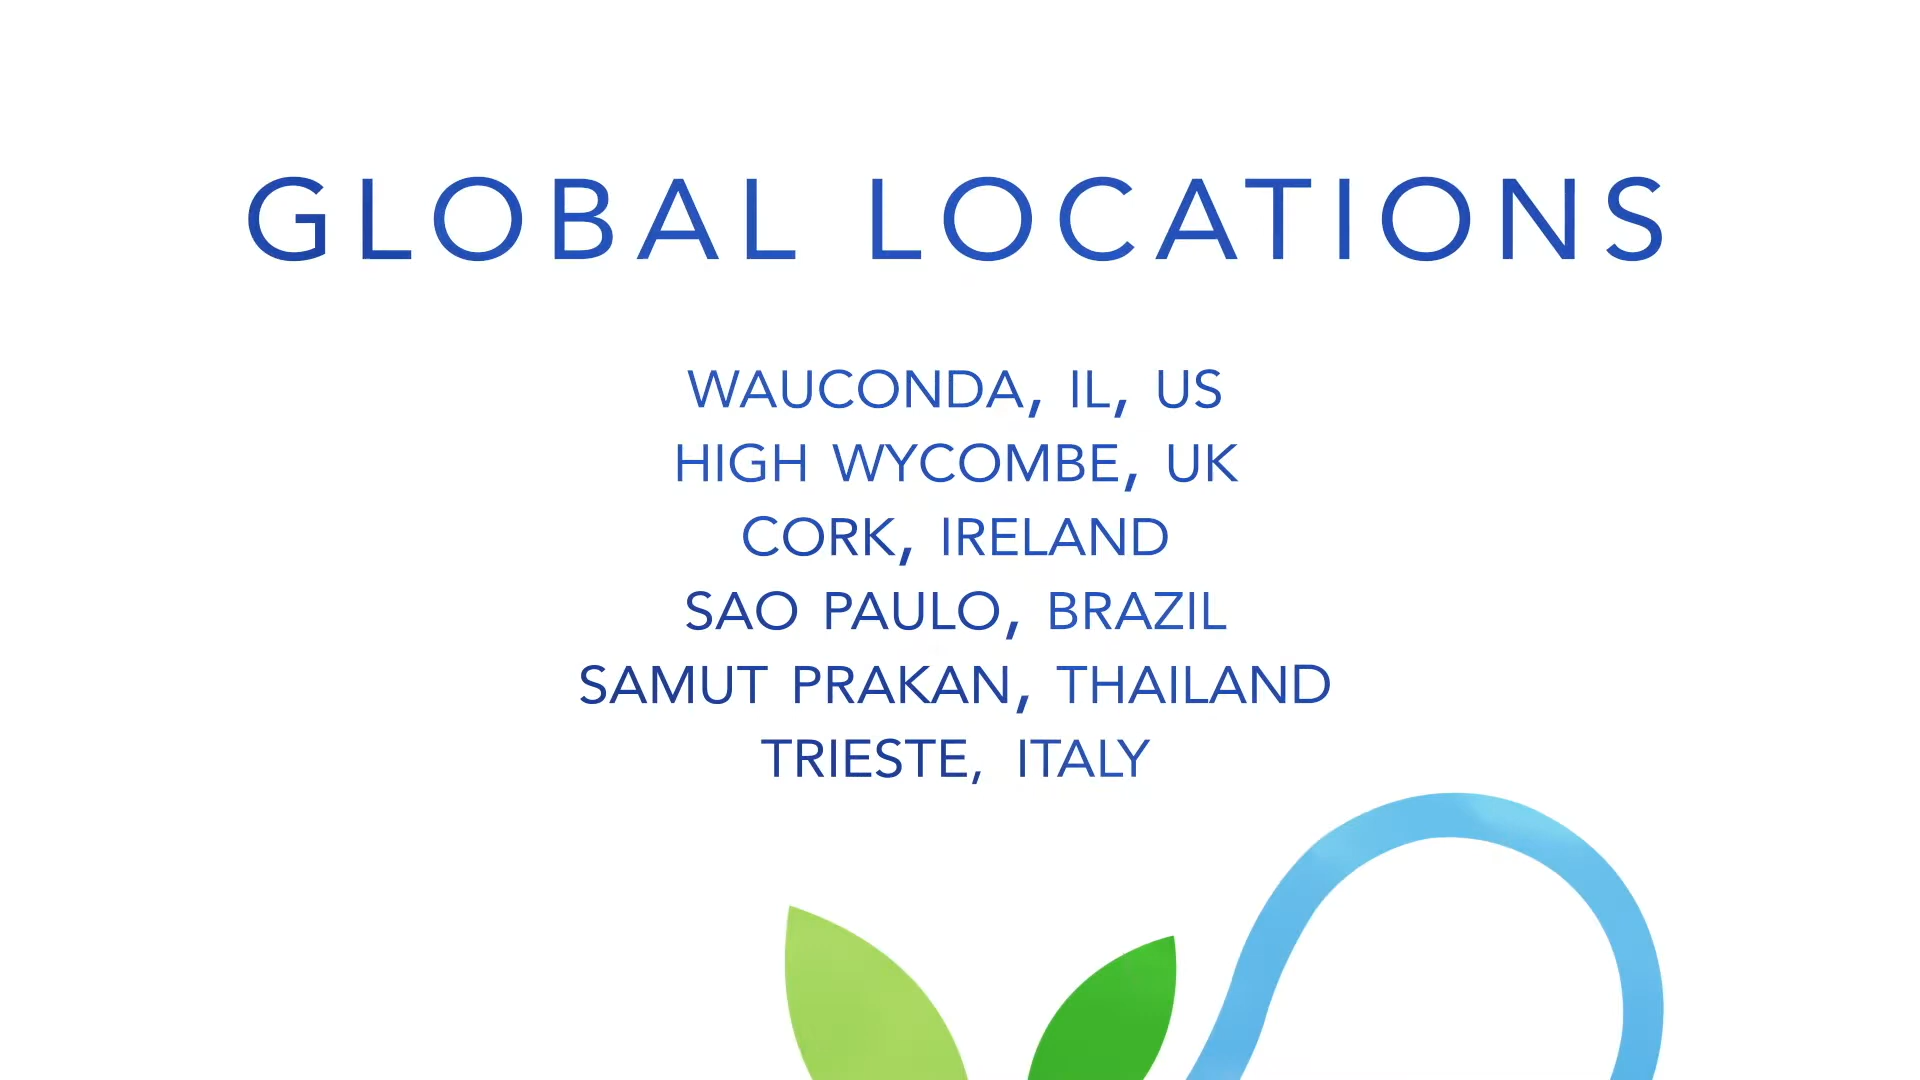 GLOBAL LOCATIONS
WAUCONDA, IL, US
HIGH WYCOMBE, UK
CORK, IRELAND
SAO PAULO, BRAZIL
SAMUT PRAKAN, THAILAND
TRIESTE, ITALY